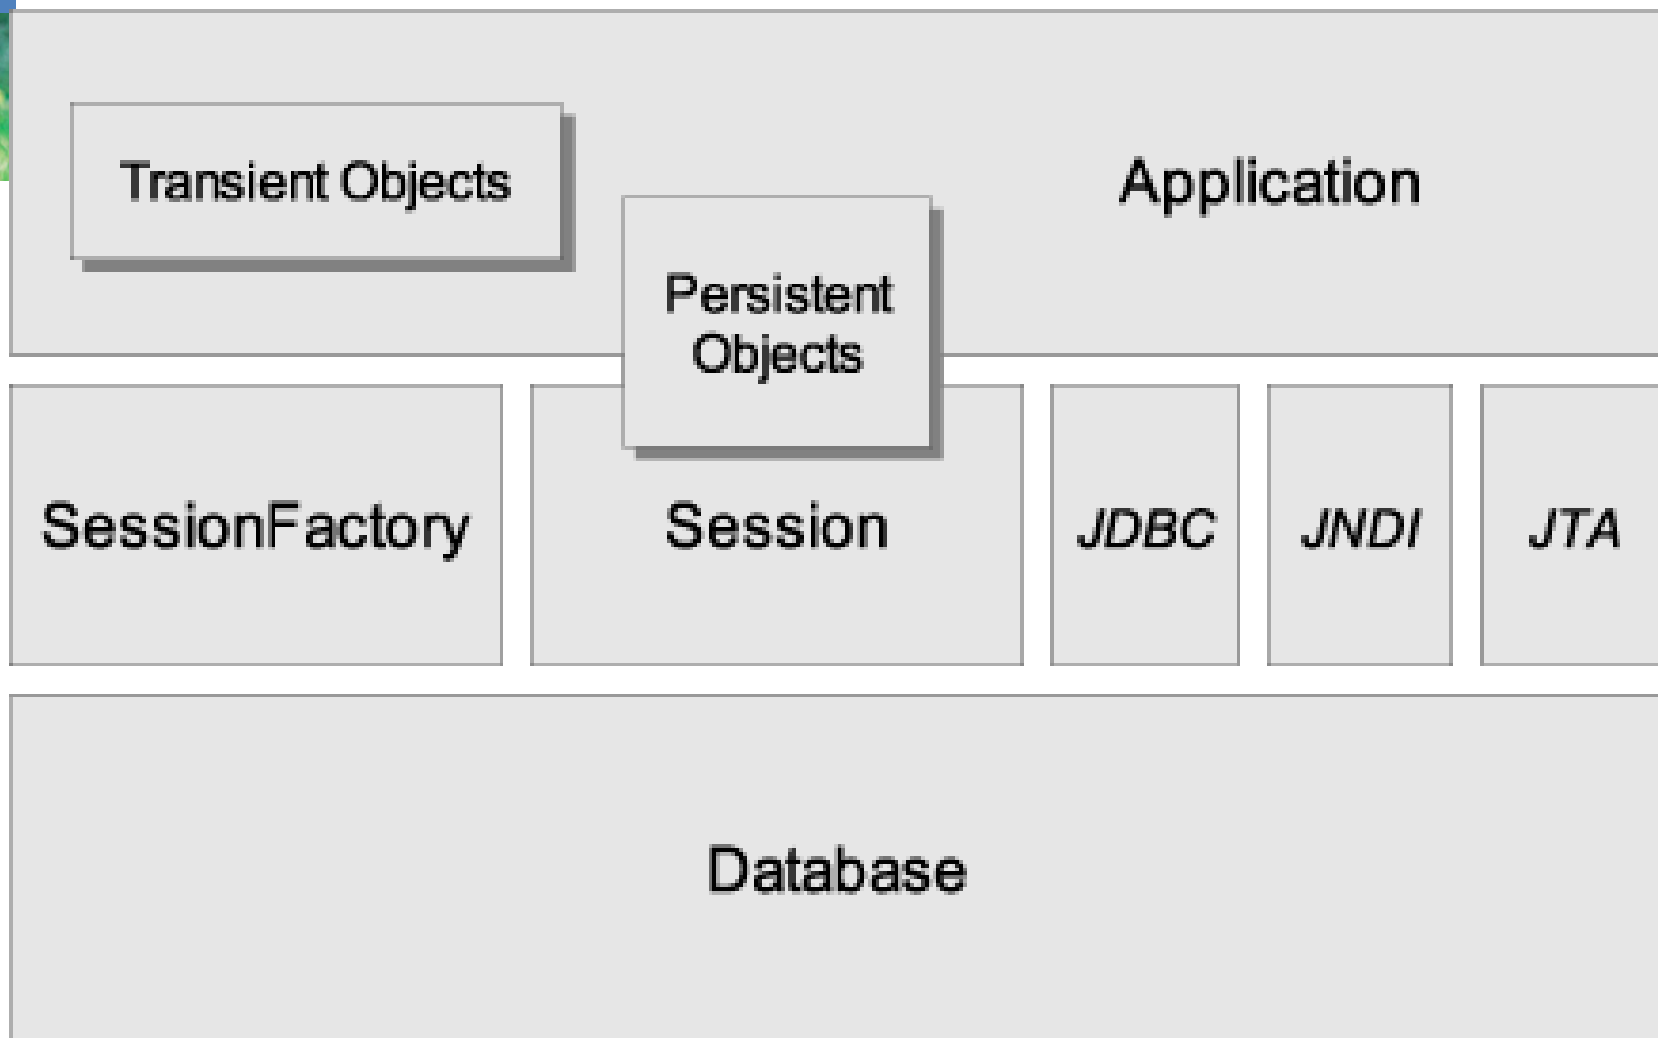 Transient Objects
Application
Persistent
Objects
SessionFactory
Session
JDBC
JNDI
JTA
Database